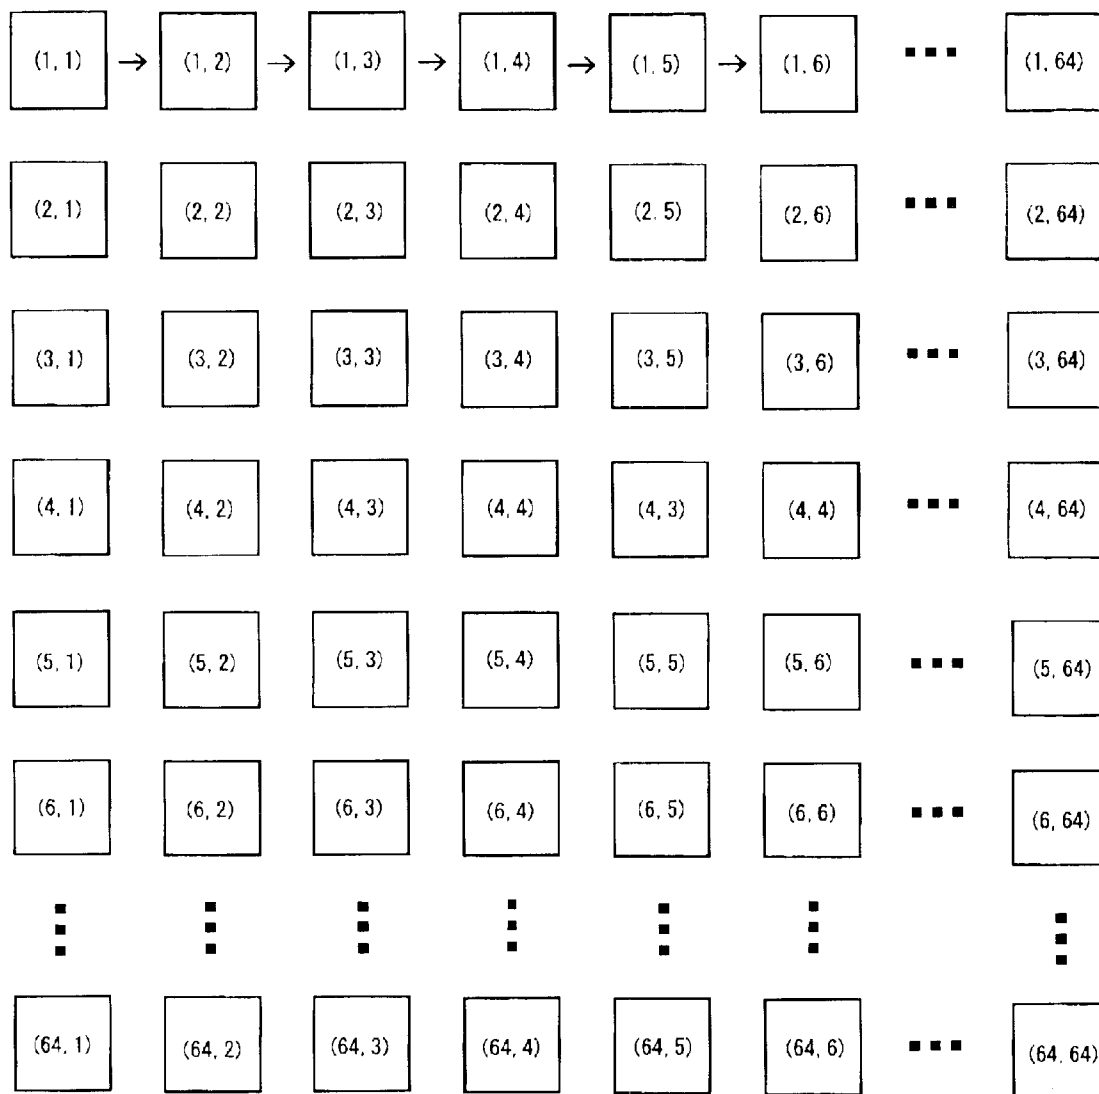 (1, 1) → (1, 2) → (1, 3) → (1, 4) → (1, 5) → (1, 6) ▪▪▪ (1, 64)
(2, 1) (2, 2) (2, 3) (2, 4) (2, 5) (2, 6) ▪▪▪ (2, 64)
(3, 1) (3, 2) (3, 3) (3, 4) (3, 5) (3, 6) ▪▪▪ (3, 64)
(4, 1) (4, 2) (4, 3) (4, 4) (4, 3) (4, 4) ▪▪▪ (4, 64)
(5, 1) (5, 2) (5, 3) (5, 4) (5, 5) (5, 6) ▪▪▪ (5, 64)
(6, 1) (6, 2) (6, 3) (6, 4) (6, 5) (6, 6) ▪▪▪ (6, 64)
(64, 1) (64, 2) (64, 3) (64, 4) (64, 5) (64, 6) ▪▪▪ (64, 64)